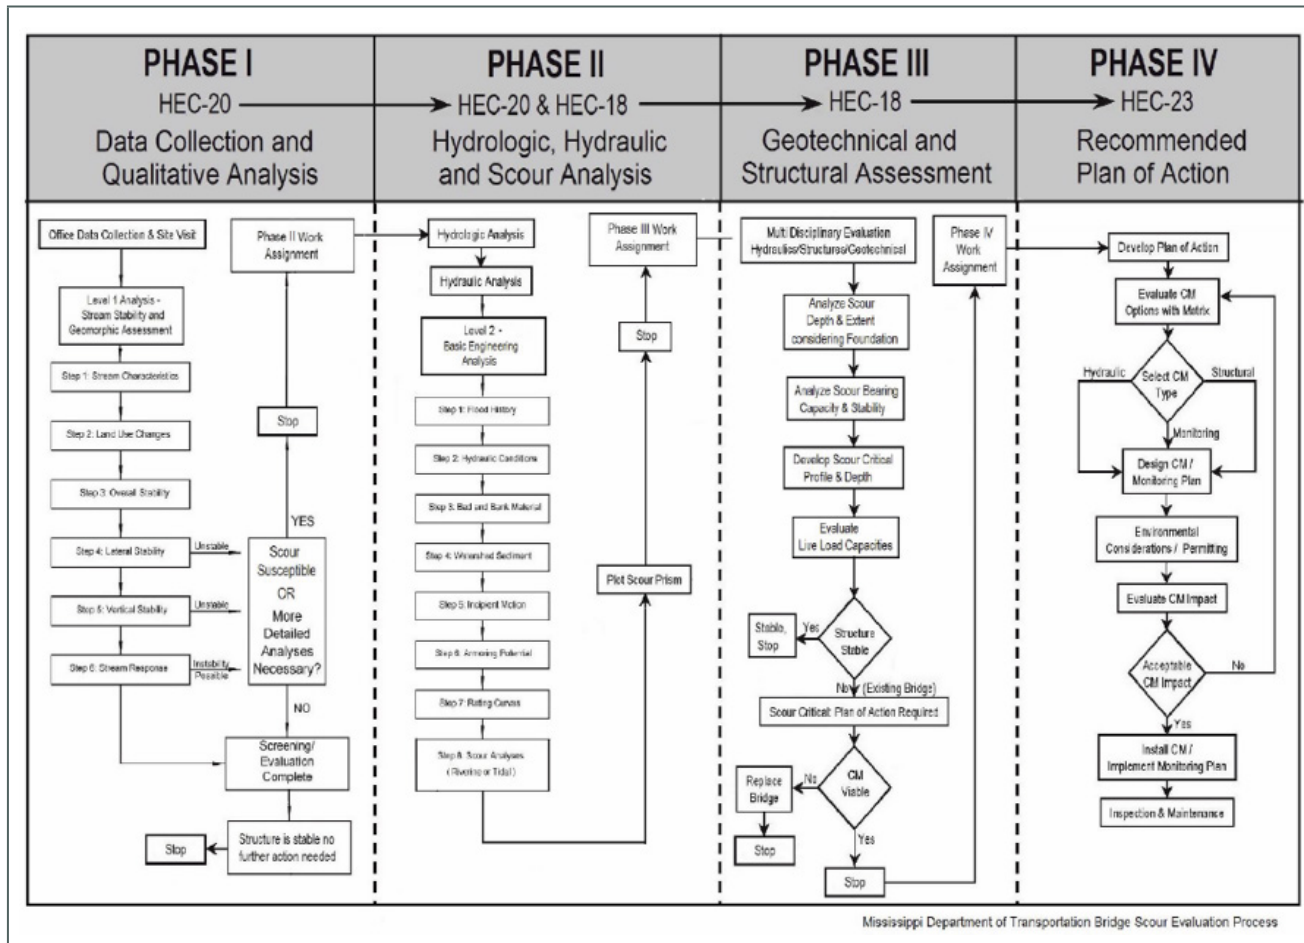 PHASE I
HEC-20
Data Collection and
Qualitative Analysis
PHASE II
HEC-20 & HEC-18
Hydrologic, Hydraulic
and Scour Analysis
PHASE III
HEC-18
Geotechnical and
Structural Assessment
PHASE IV
HEC-23
Recommended
Plan of Action
Office Data Collection & Site Visit
Level 1 Analysis -
Stream Stability and
Geomorphic Assessment
Step 1: Stream Characteristics
Step 2: Land Use Changes
Step 3: Overall Stability
Step 4: Lateral Stability
Unstable
Step 5: Vertical Stability
Unstable
Step 6: Stream Response
Instability
Possible
Phase II Work
Assignment
Stop
YES
Scour
Susceptible
OR
More
Detailed
Analyses
Necessary?
NO
Screening/
Evaluation
Complete
Structure is stable no
further action needed
Stop
Hydrologic Analysis
Hydraulic Analysis
Level 2 -
Basic Engineering
Analysis
Step 1: Flood History
Step 2: Hydraulic Conditions
Step 3: Bad and Bank Material
Step 4: Watershed Sediment
Step 5: Incipient Motion
Step 6: Armoring Potential
Step 7: Rating Curves
Step 8: Scour Analyses
(Riverine or Tidal)
Phase III Work
Assignment
Stop
Plot Scour Prism
Multi Disciplinary Evaluation
Hydraulics/Structures/Geotechnical
Analyze Scour
Depth & Extent
considering Foundation
Analyze Scour Bearing
Capacity & Stability
Develop Scour Critical
Profile & Depth
Evaluate
Live Load Capacities
Structure
Stable
Yes
Stable,
Stop
No (Existing Bridge)
Scour Critical: Plan of Action Required
CM
Viable
No
Replace
Bridge
Stop
Yes
Stop
Phase IV
Work
Assignment
Develop Plan of Action
Evaluate CM
Options with Matrix
Hydraulic
Select CM
Type
Structural
Monitoring
Design CM /
Monitoring Plan
Environmental
Considerations / Permitting
Evaluate CM Impact
Acceptable
CM Impact
No
Yes
Install CM /
Implement Monitoring Plan
Inspection & Maintenance
Mississippi Department of Transportation Bridge Scour Evaluation Process